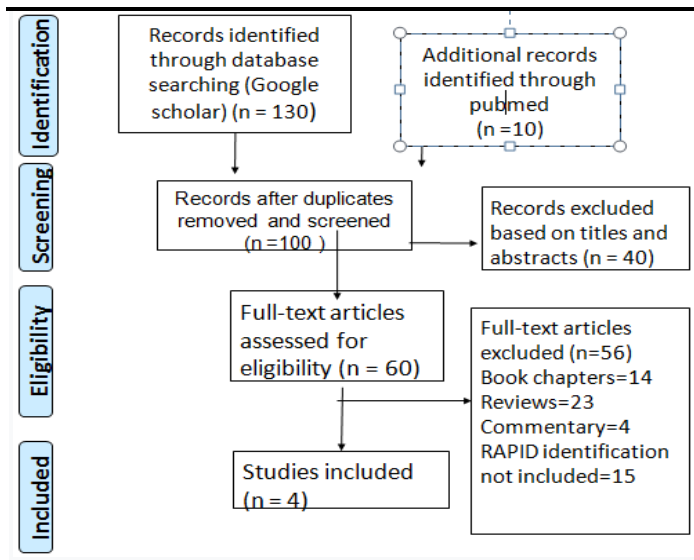 Identification
Records identified
through database
searching (Google
scholar) (n = 130)
Additional records
identified through
pubmed
(n =10)
Screening
Records after duplicates
removed and screened
(n =100 )
Records excluded
based on titles and
abstracts (n = 40)
Eligibility
Full-text articles
assessed for
eligibility (n = 60)
Full-text articles
excluded (n=56)
Book chapters=14
Reviews=23
Commentary=4
RAPID identification
not included=15
Included
Studies included
(n = 4)